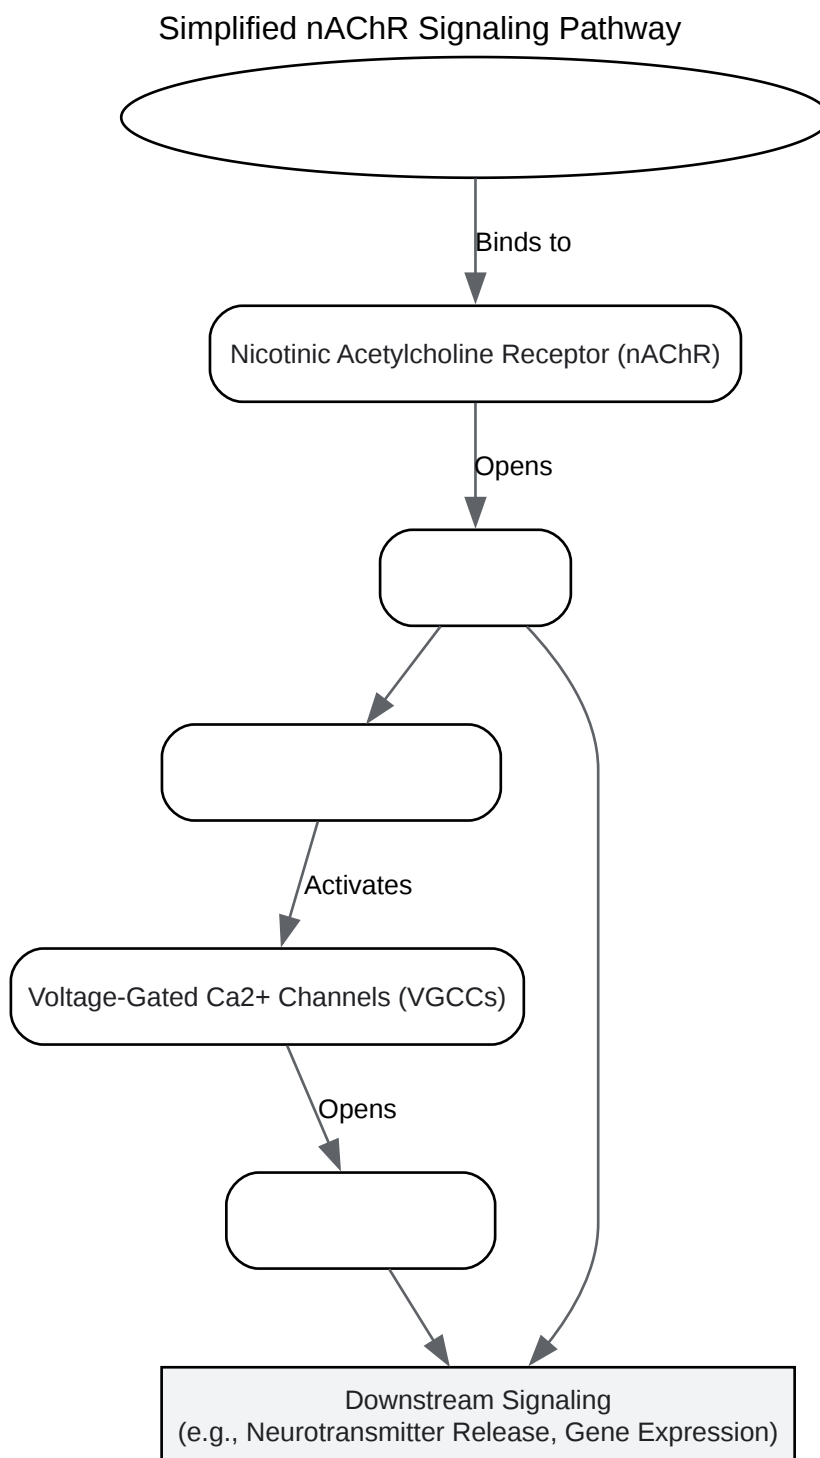 Simplified nAChR Signaling Pathway
Binds to
Nicotinic Acetylcholine Receptor (nAChR)
Opens
Activates
Voltage-Gated Ca2+ Channels (VGCCs)
Opens
Downstream Signaling
(e.g., Neurotransmitter Release, Gene Expression)